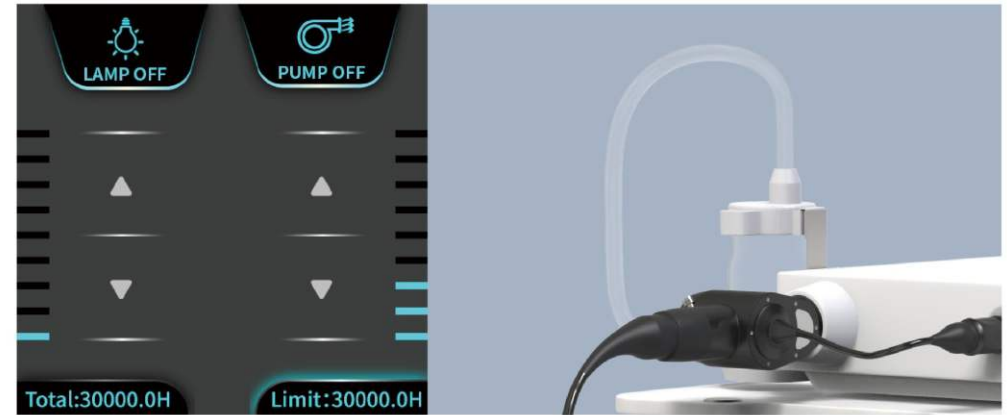 LAMP OFF
PUMP OFF
Total:30000.0H
Limit:30000.0H